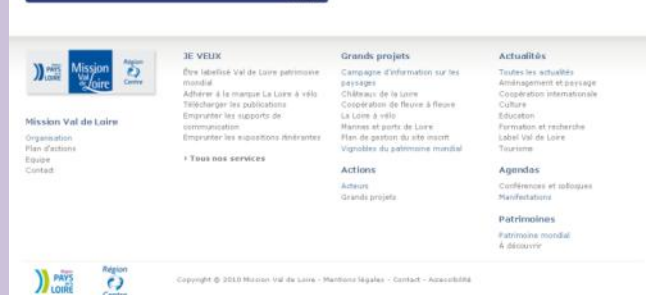 PAYS
LOIRE
Mission
Val
de
Loire
Région
Centre
Mission Val de Loire
Organisation
Plan d'actions
Equipe
Contact
JE VEUX
Être labellisé Val de Loire patrimoine
mondial
Adhérer à la marque La Loire à vélo
Télécharger les publications
Emprunter les supports de
communication
Emprunter les expositions itinérantes
› Tous nos services
Grands projets
Campagne d'information sur les
paysages
Châteaux de la Loire
Coopération de fleuve à fleuve
La Loire à vélo
Marines et ports de Loire
Plan de gestion du site inscrit
Vignobles du patrimoine mondial
Actions
Acteurs
Grands projets
Actualités
Toutes les actualités
Aménagement et paysage
Coopération internationale
Culture
Education
Formation et recherche
Label Val de Loire
Tourisme
Agendas
Conférences et colloques
Manifestations
Patrimoines
Patrimoine mondial
A découvrir
PAYS
LOIRE
Région
Centre
Copyright © 2010 Mission Val de Loire - Mentions légales - Contact - Accessibilité